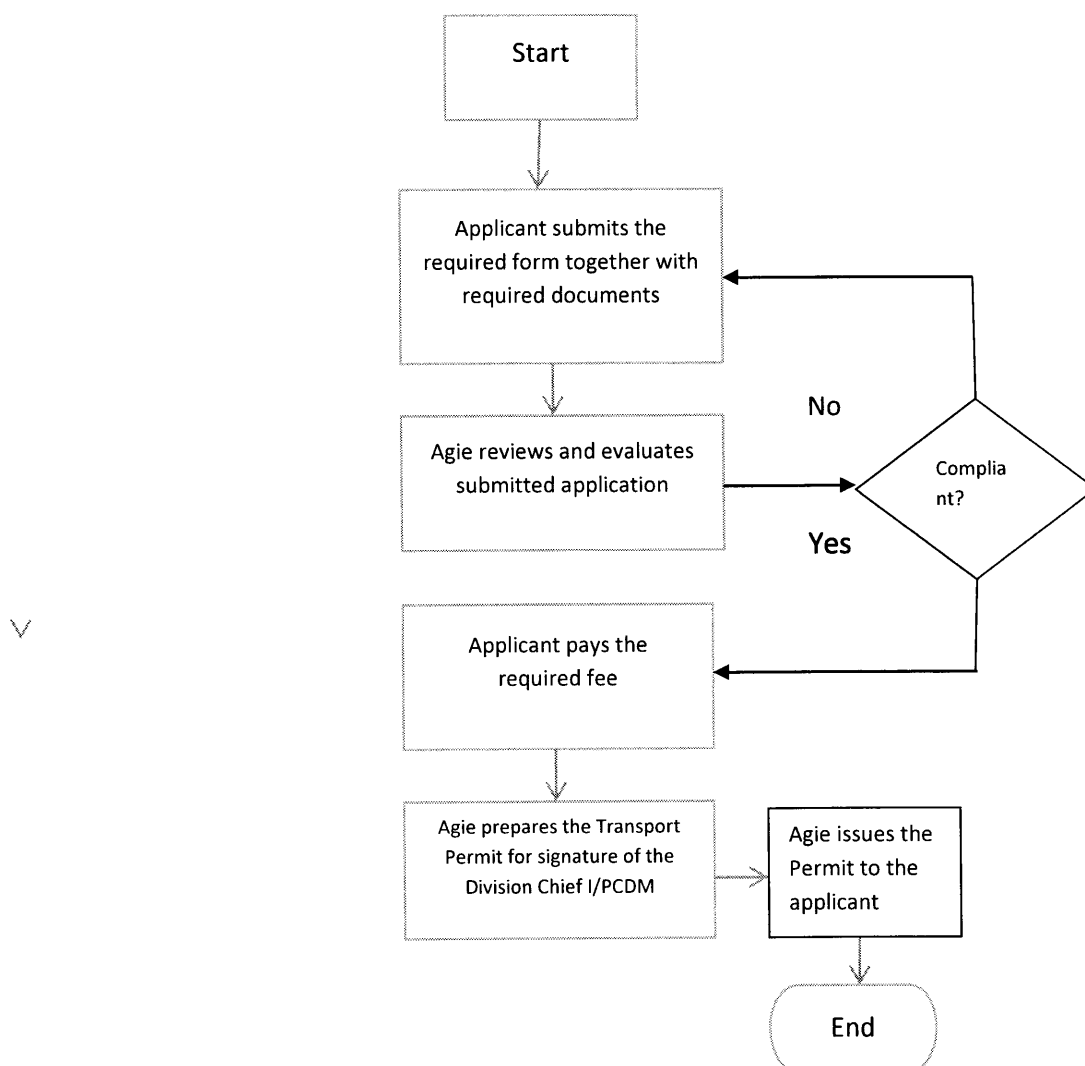 Start
Applicant submits the
required form together with
required documents
No
Agie reviews and evaluates
submitted application
Complia
nt?
Yes
Applicant pays the
required fee
Agie prepares the Transport
Permit for signature of the
Division Chief I/PCDM
Agie issues the
Permit to the
applicant
End